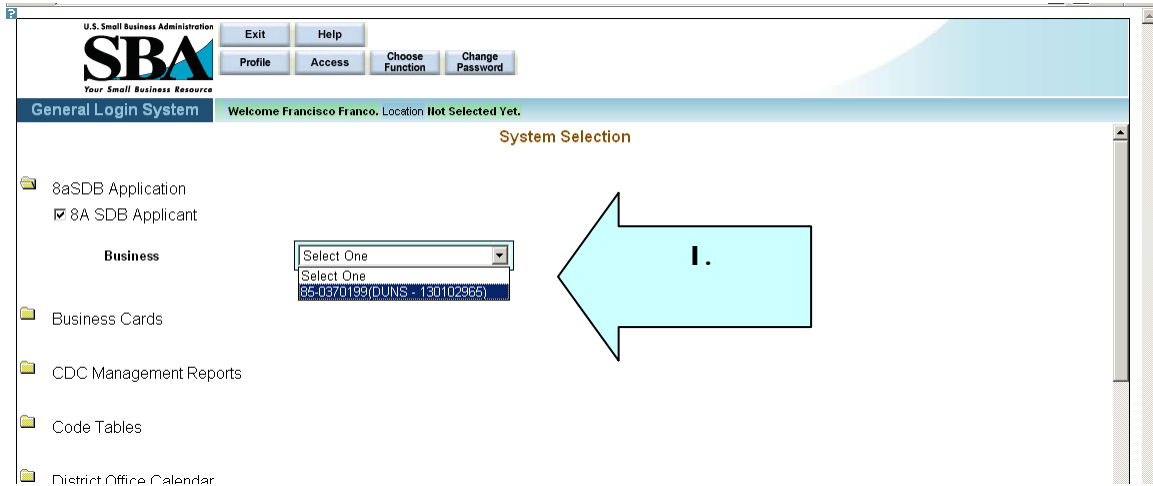 U.S. Small Business Administration
SBA
Your Small Business Resource
Exit Help
Profile Access Choose Function Change Password
General Login System Welcome Francisco Franco. Location Not Selected Yet.
System Selection
8aSDB Application
8A SDB Applicant
Business Select One
Select One
85-0370199(DUNS - 130102965)
I.
Business Cards
CDC Management Reports
Code Tables
District Office Calendar